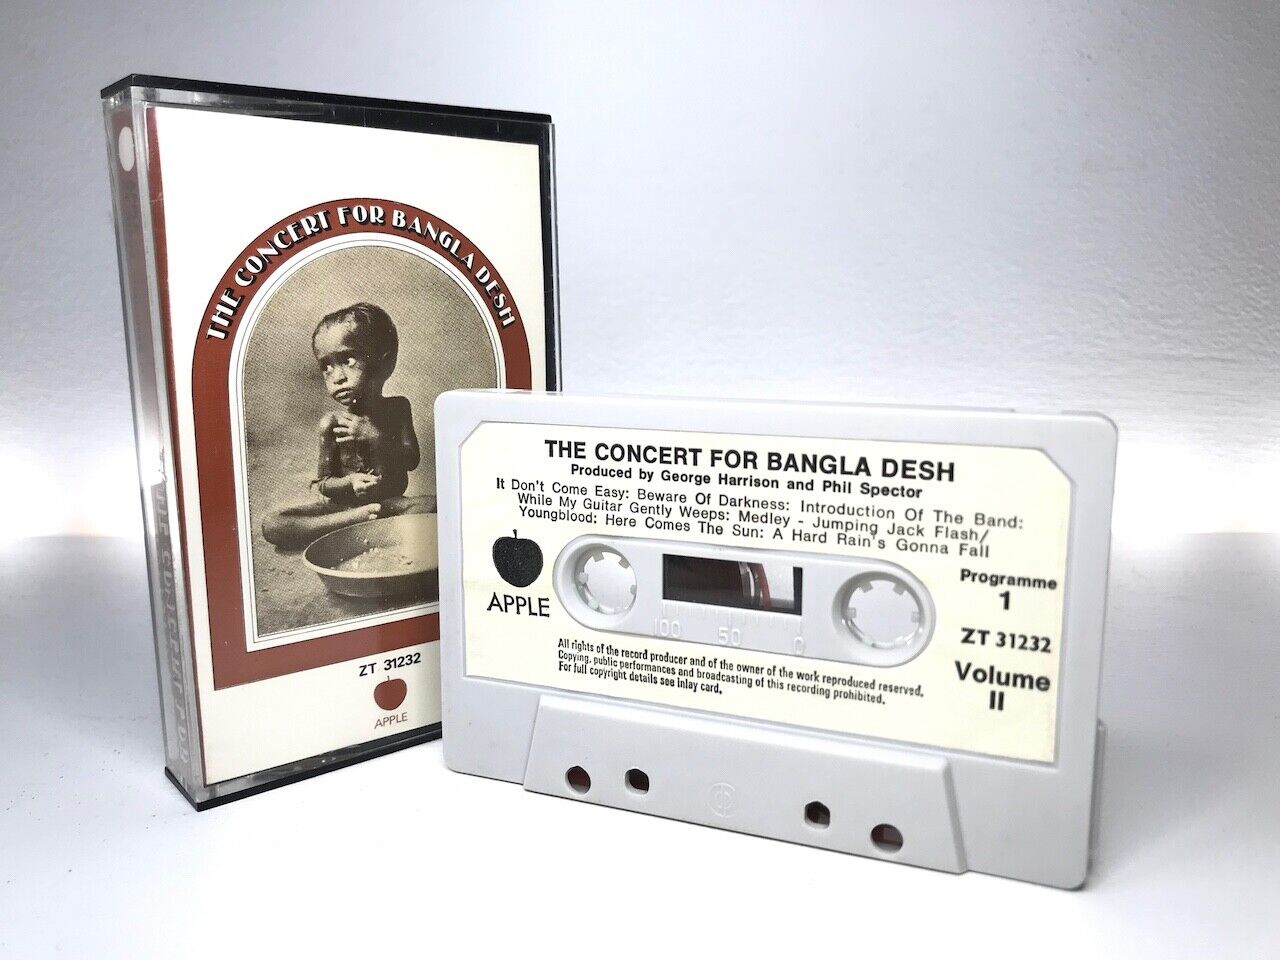 THE CONCERT FOR BANGLA DESH
ZT 31232
APPLE
THE CONCERT FOR BANGLA DESH
Produced by George Harrison and Phil Spector
It Don't Come Easy: Beware Of Darkness: Introduction Of The Band:
While My Guitar Gently Weeps: Medley - Jumping Jack Flash/
Youngblood: Here Comes The Sun: A Hard Rain's Gonna Fall
APPLE
Programme
1
ZT 31232
Volume
II
100 50 0
All rights of the record producer and of the owner of the work reproduced reserved.
Copying, public performances and broadcasting of this recording prohibited.
For full copyright details see inlay card.